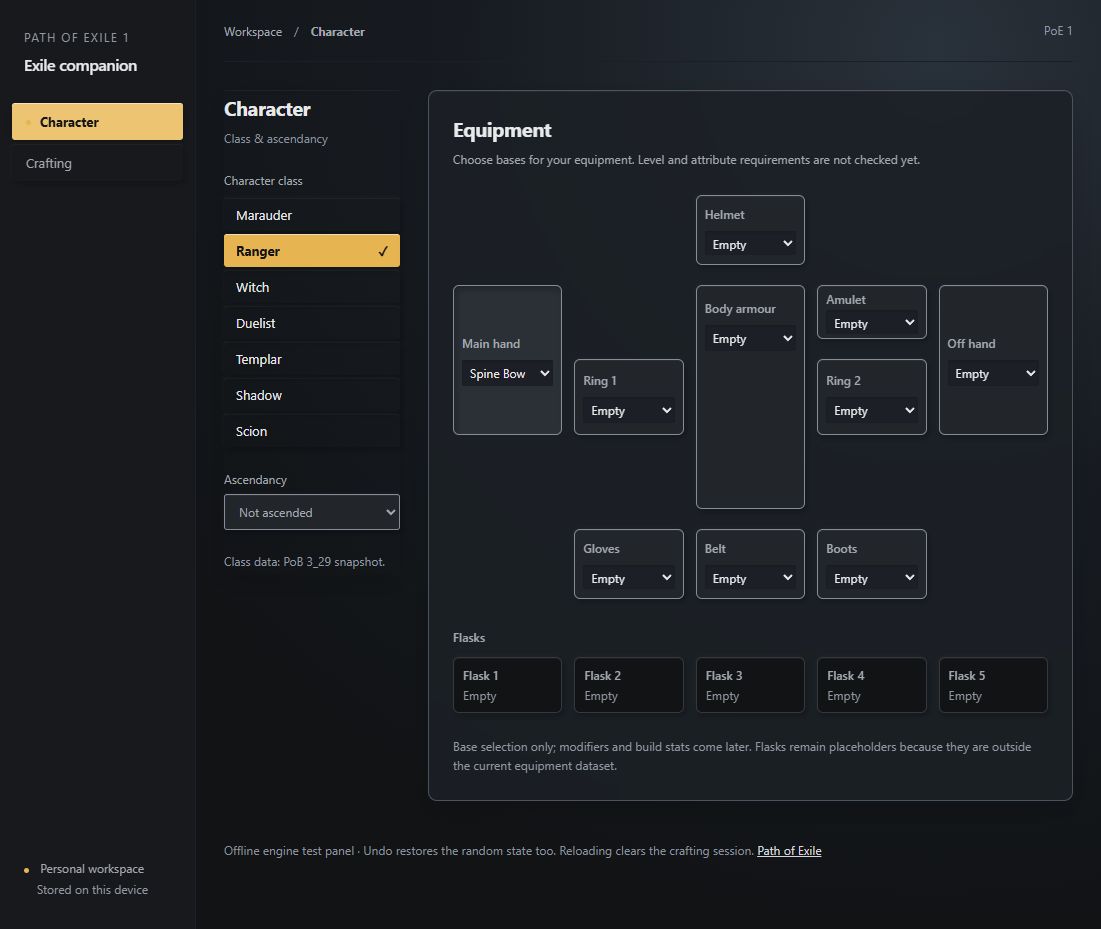 PATH OF EXILE 1
Exile companion
Character
Crafting
Personal workspace
Stored on this device
Workspace / Character
PoE 1
Character
Class & ascendancy
Character class
Marauder
Ranger ✓
Witch
Duelist
Templar
Shadow
Scion
Ascendancy
Not ascended
Class data: PoB 3_29 snapshot.
Equipment
Choose bases for your equipment. Level and attribute requirements are not checked yet.
Helmet
Empty
Main hand
Spine Bow
Ring 1
Empty
Body armour
Empty
Amulet
Empty
Ring 2
Empty
Off hand
Empty
Gloves
Empty
Belt
Empty
Boots
Empty
Flasks
Flask 1
Empty
Flask 2
Empty
Flask 3
Empty
Flask 4
Empty
Flask 5
Empty
Base selection only; modifiers and build stats come later. Flasks remain placeholders because they are outside
the current equipment dataset.
Offline engine test panel · Undo restores the random state too. Reloading clears the crafting session. Path of Exile